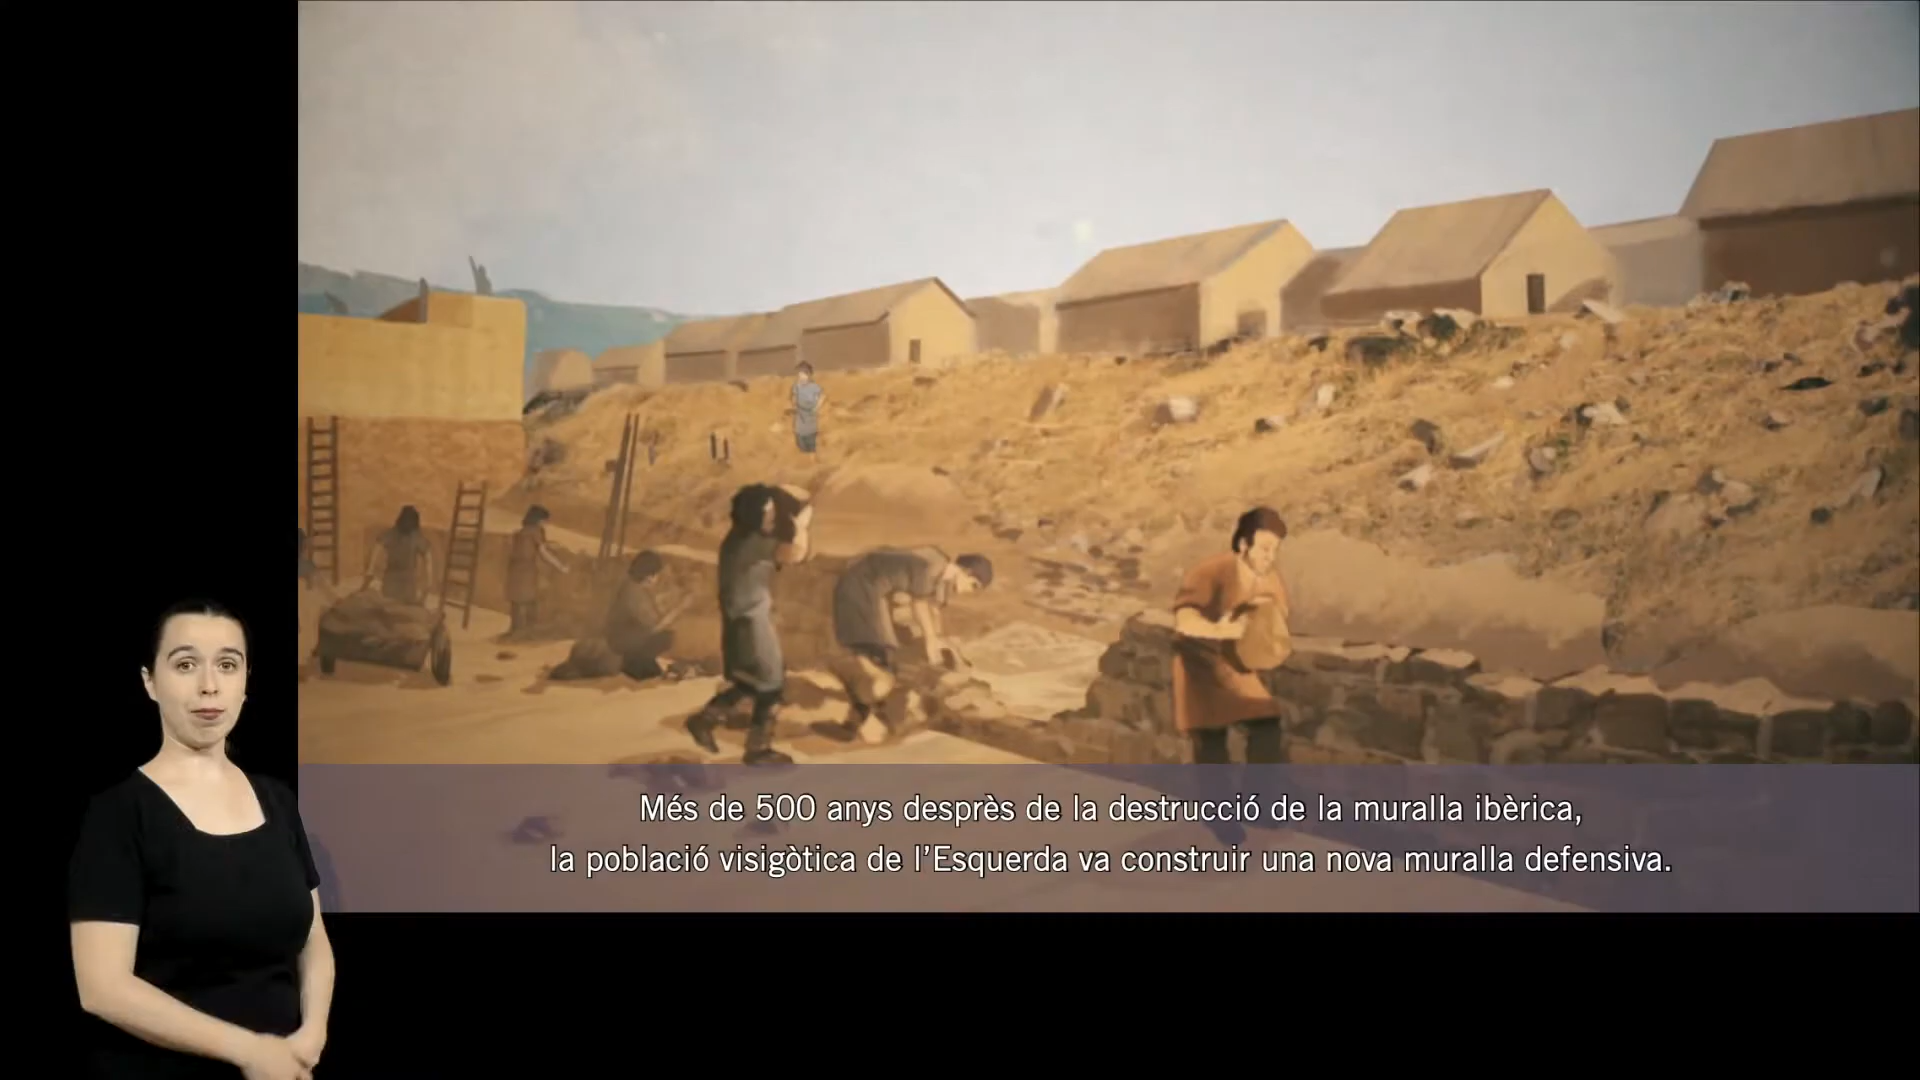 Més de 500 anys desprès de la destrucció de la muralla ibèrica,
la població visigòtica de l’Esquerda va construir una nova muralla defensiva.